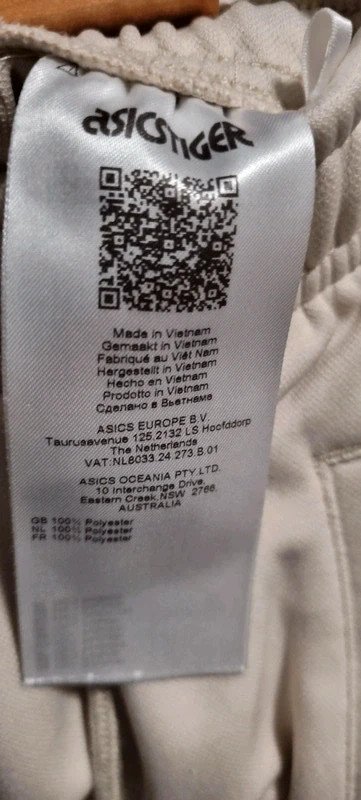 asicsTIGER
Made in Vietnam
Gemaakt in Vietnam
Fabriqué au Viêt Nam
Hergestellt in Vietnam
Hecho en Vietnam
Prodotto in Vietnam
Сделано в Вьетнаме
ASICS EUROPE B.V.
Taurusavenue 125.2132 LS Hoofddorp
The Netherlands
VAT:NL8033.24.273.B.01
ASICS OCEANIA PTY.LTD.
10 Interchange Drive,
Eastern Creek,NSW 2766,
AUSTRALIA
GB 100% Polyester
NL 100% Polyester
FR 100% Polyester